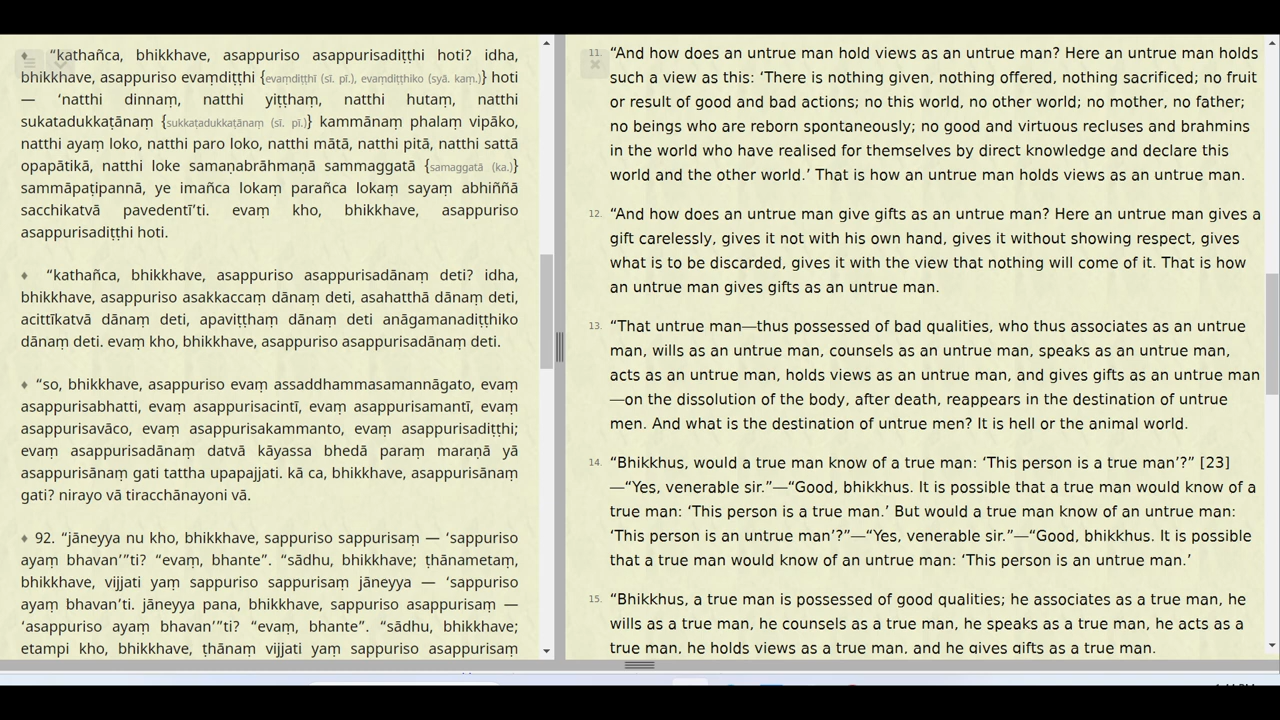 ♦ “kathañca, bhikkhave, asappuriso asappurisadiṭṭhi hoti? idha,
bhikkhave, asappuriso evaṃdiṭṭhi {evaṃdiṭṭhī (sī. pī.), evaṃdiṭṭhiko (syā. kaṃ.)} hoti
— ‘natthi dinnaṃ, natthi yiṭṭhaṃ, natthi hutaṃ, natthi
sukatadukkaṭānaṃ {sukkaṭadukkaṭānaṃ (sī. pī.)} kammānaṃ phalaṃ vipāko,
natthi ayaṃ loko, natthi paro loko, natthi mātā, natthi pitā, natthi sattā
opapātikā, natthi loke samaṇabrāhmaṇā sammaggatā {samaggatā (ka.)}
sammāpaṭipannā, ye imañca lokaṃ parañca lokaṃ sayaṃ abhiññā
sacchikatvā pavedentī’ti. evaṃ kho, bhikkhave, asappuriso
asappurisadiṭṭhi hoti.
♦ “kathañca, bhikkhave, asappuriso asappurisadānaṃ deti? idha,
bhikkhave, asappuriso asakkaccaṃ dānaṃ deti, asahatthā dānaṃ deti,
acittīkatvā dānaṃ deti, apaviṭṭhaṃ dānaṃ deti anāgamanadiṭṭhiko
dānaṃ deti. evaṃ kho, bhikkhave, asappuriso asappurisadānaṃ deti.
♦ “so, bhikkhave, asappuriso evaṃ assaddhammasamannāgato, evaṃ
asappurisabhatti, evaṃ asappurisacintī, evaṃ asappurisamantī, evaṃ
asappurisavāco, evaṃ asappurisakammanto, evaṃ asappurisadiṭṭhi;
evaṃ asappurisadānaṃ datvā kāyassa bhedā paraṃ maraṇā yā
asappurisānaṃ gati tattha upapajjati. kā ca, bhikkhave, asappurisānaṃ
gati? nirayo vā tiracchānayoni vā.
♦ 92. “jāneyya nu kho, bhikkhave, sappuriso sappurisaṃ — ‘sappuriso
ayaṃ bhavan’”ti? “evaṃ, bhante”. “sādhu, bhikkhave; ṭhānametaṃ,
bhikkhave, vijjati yaṃ sappuriso sappurisaṃ jāneyya — ‘sappuriso
ayaṃ bhavan’ti. jāneyya pana, bhikkhave, sappuriso asappurisaṃ —
‘asappuriso ayaṃ bhavan’”ti? “evaṃ, bhante”. “sādhu, bhikkhave;
etampi kho, bhikkhave, ṭhānaṃ vijjati yaṃ sappuriso asappurisaṃ
11. “And how does an untrue man hold views as an untrue man? Here an untrue man holds
such a view as this: ‘There is nothing given, nothing offered, nothing sacrificed; no fruit
or result of good and bad actions; no this world, no other world; no mother, no father;
no beings who are reborn spontaneously; no good and virtuous recluses and brahmins
in the world who have realised for themselves by direct knowledge and declare this
world and the other world.’ That is how an untrue man holds views as an untrue man.
12. “And how does an untrue man give gifts as an untrue man? Here an untrue man gives a
gift carelessly, gives it not with his own hand, gives it without showing respect, gives
what is to be discarded, gives it with the view that nothing will come of it. That is how
an untrue man gives gifts as an untrue man.
13. “That untrue man—thus possessed of bad qualities, who thus associates as an untrue
man, wills as an untrue man, counsels as an untrue man, speaks as an untrue man,
acts as an untrue man, holds views as an untrue man, and gives gifts as an untrue man
—on the dissolution of the body, after death, reappears in the destination of untrue
men. And what is the destination of untrue men? It is hell or the animal world.
14. “Bhikkhus, would a true man know of a true man: ‘This person is a true man’?” [23]
—“Yes, venerable sir.”—“Good, bhikkhus. It is possible that a true man would know of a
true man: ‘This person is a true man.’ But would a true man know of an untrue man:
‘This person is an untrue man’?”—“Yes, venerable sir.”—“Good, bhikkhus. It is possible
that a true man would know of an untrue man: ‘This person is an untrue man.’
15. “Bhikkhus, a true man is possessed of good qualities; he associates as a true man, he
wills as a true man, he counsels as a true man, he speaks as a true man, he acts as a
true man, he holds views as a true man, and he gives gifts as a true man.